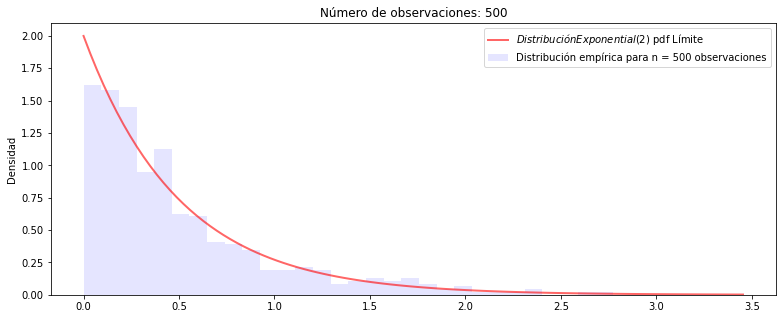 Número de observaciones: 500
DistribuciónExponential(2) pdf Límite
Distribución empírica para n = 500 observaciones
Densidad
2.00
1.75
1.50
1.25
1.00
0.75
0.50
0.25
0.00
0.0 0.5 1.0 1.5 2.0 2.5 3.0 3.5